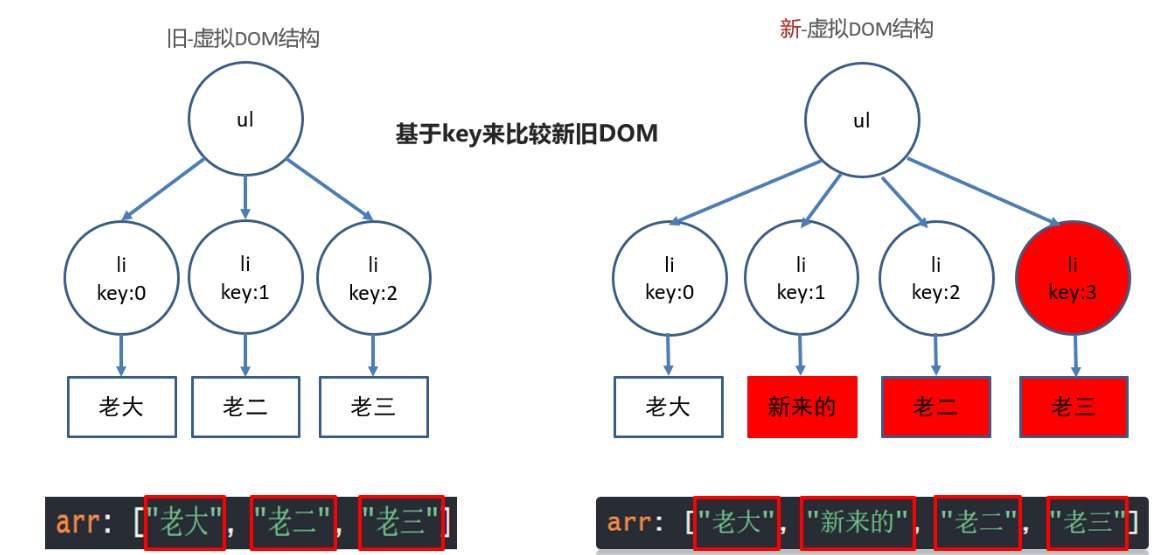 旧-虚拟DOM结构
新-虚拟DOM结构
基于key来比较新旧DOM
ul
ul
li
key:0
li
key:1
li
key:2
li
key:0
li
key:1
li
key:2
li
key:3
老大
老二
老三
老大
新来的
老二
老三
arr: ["老大", "老二", "老三"]
arr: ["老大", "新来的", "老二", "老三"]